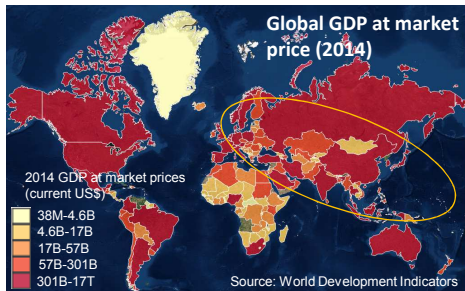 Global GDP at market
price (2014)
2014 GDP at market prices
(current US$)
38M-4.6B
4.6B-17B
17B-57B
57B-301B
301B-17T
Source: World Development Indicators